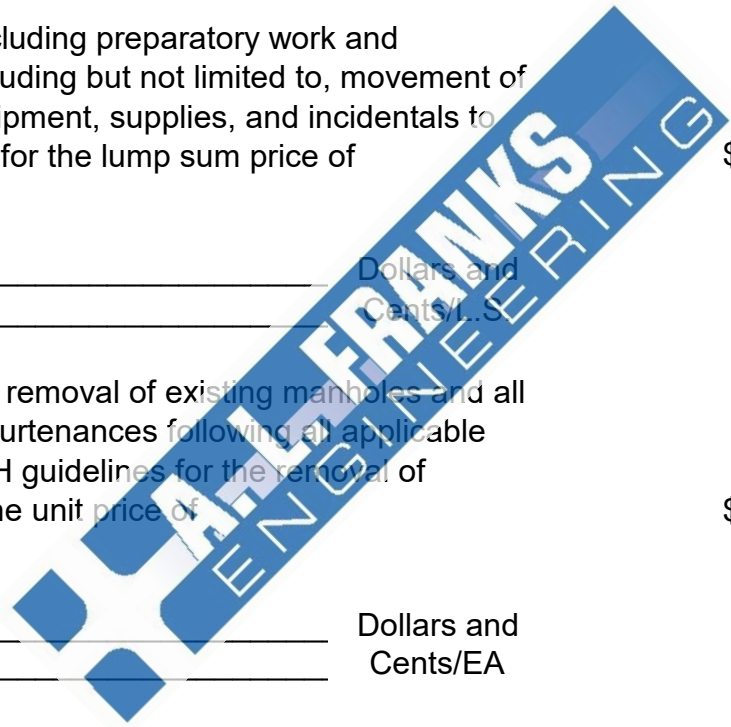 cluding preparatory work and
uding but not limited to, movement of
ipment, supplies, and incidentals to
for the lump sum price of
$
Dollars and
Cents/L.S
removal of existing manholes and all
urtenances following all applicable
H guidelines for the removal of
e unit price of
$
Dollars and
Cents/EA
A.L. FRANKS
ENGINEERING